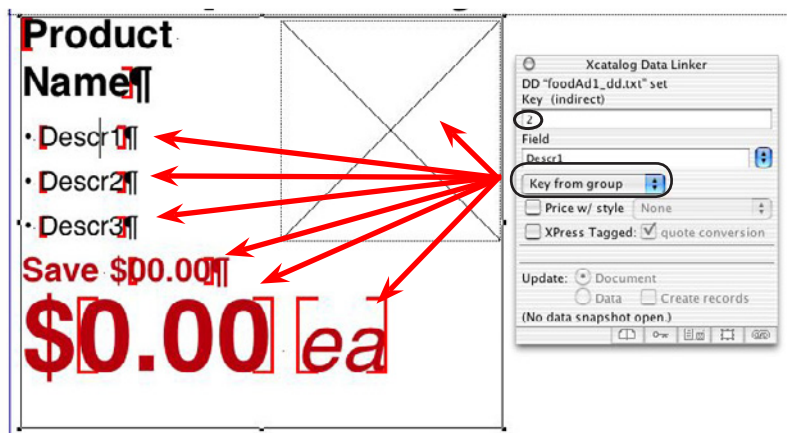 Product
Name¶
• Descr1¶
• Descr2¶
• Descr3¶
Save $00.00¶
$0.00 ea
Xcatalog Data Linker
DD "foodAd1_dd.txt" set
Key (indirect)
2
Field
Descr1
Key from group
Price w/ style None
XPress Tagged: quote conversion
Update: Document
Data Create records
(No data snapshot open.)